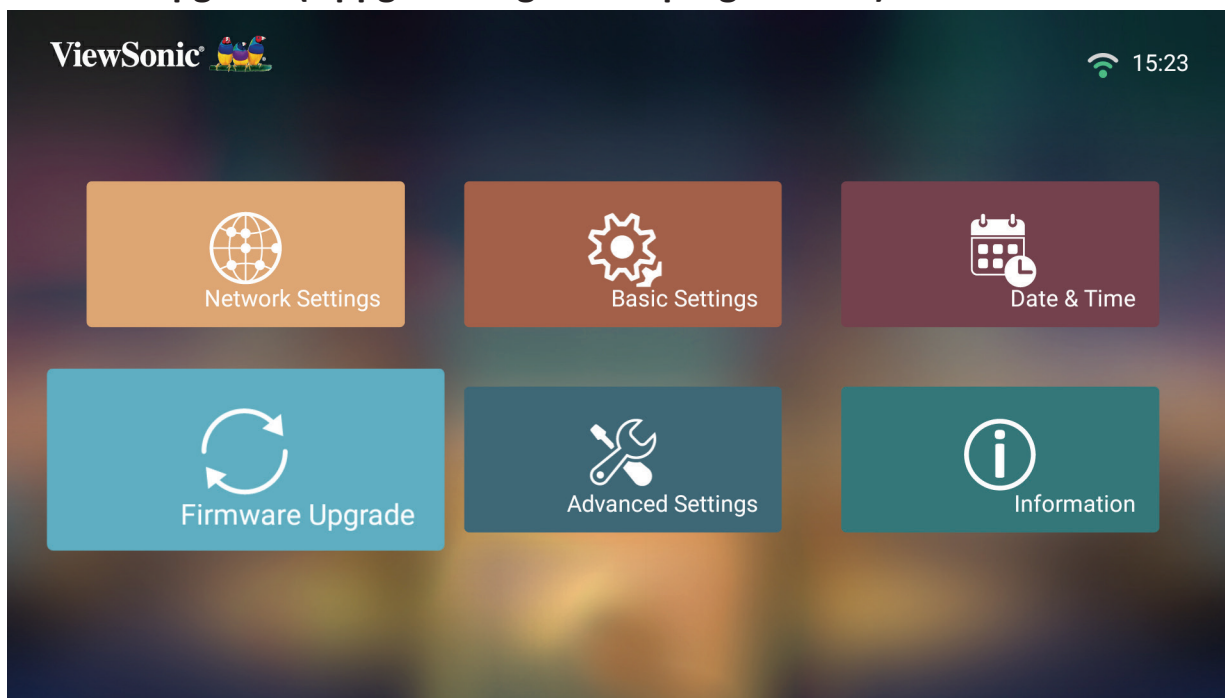 ViewSonic®
15:23
Network Settings
Basic Settings
Date & Time
Firmware Upgrade
Advanced Settings
Information